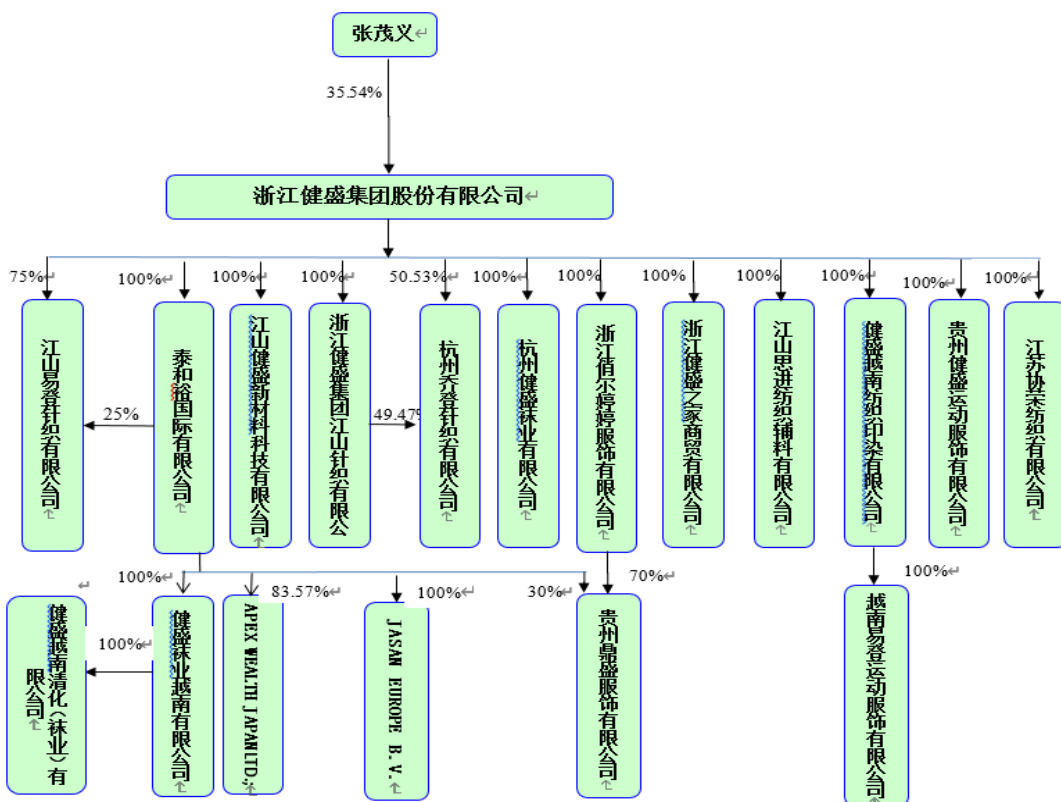 张茂义
35.54%
浙江健盛集团股份有限公司
75%
100%
100%
100%
50.53%
100%
100%
100%
100%
100%
100%
100%
江山易登针织有限公司
泰和裕国际有限公司
江山健盛新材料科技有限公司
浙江健盛集团江山针织有限公
杭州乔登针织有限公司
杭州健盛袜业有限公司
浙江俏尔婷婷服饰有限公司
浙江健盛之家商贸有限公司
江山思进纺织辅料有限公司
健盛越南纺织印染有限公司
贵州健盛运动服饰有限公司
江苏协荣纺织有限公司
25%
49.47%
100%
83.57%
100%
30%
70%
100%
100%
健盛越南清化(袜业)有
限公司
健盛袜业越南有限公司
APEX WEALTH JAPAN LTD.;
JASAN EUROPE B.V.
贵州鼎盛服饰有限公司
越南易登运动服饰有限公司